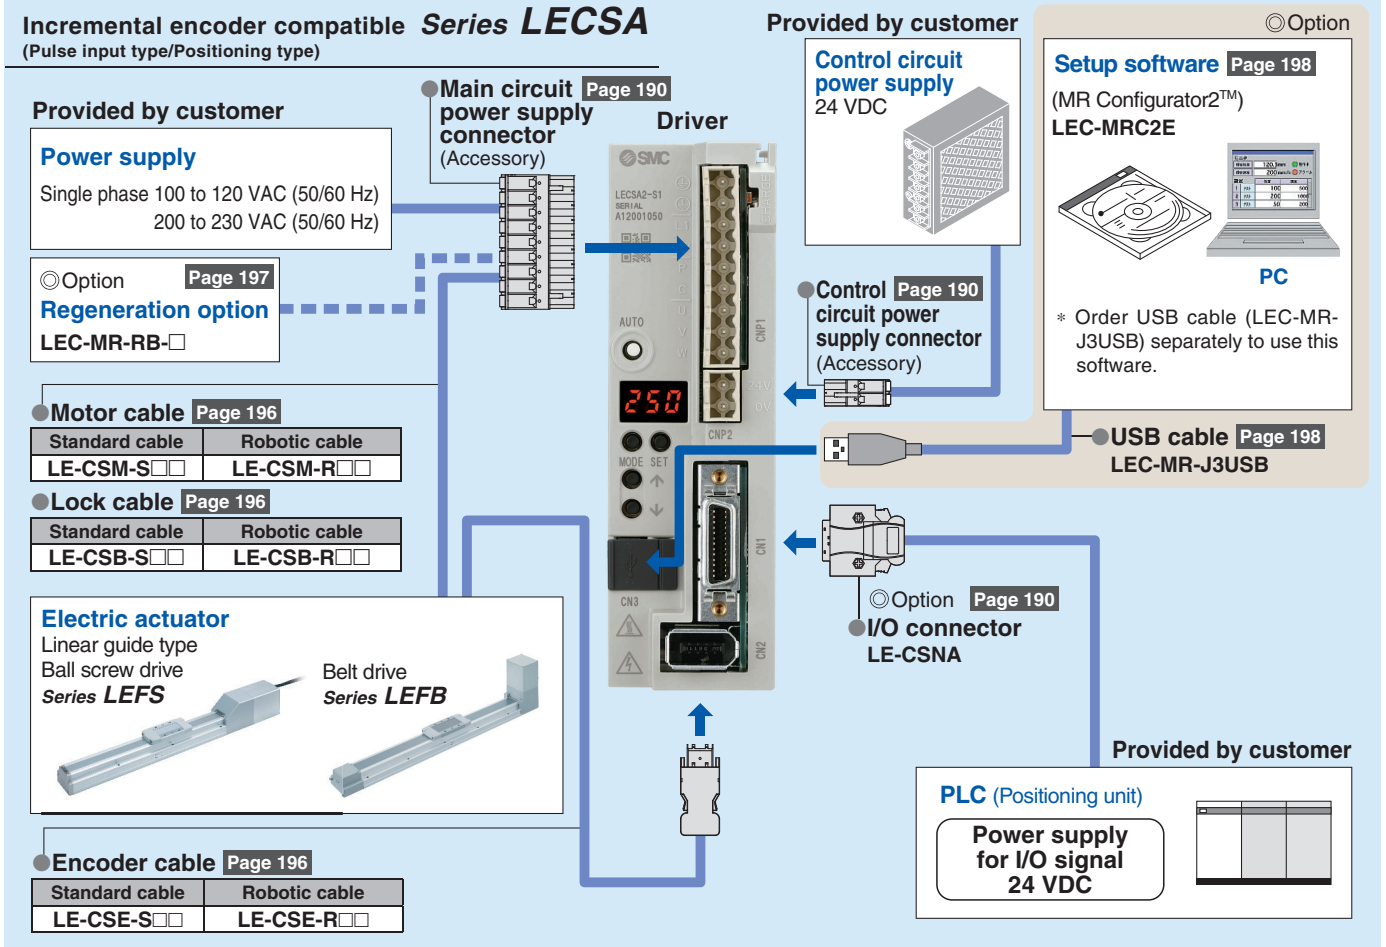 Incremental encoder compatible Series LECSA
(Pulse input type/Positioning type)
Provided by customer
Power supply
Single phase 100 to 120 VAC (50/60 Hz)
200 to 230 VAC (50/60 Hz)
◎Option Page 197
Regeneration option
LEC-MR-RB-□
●Main circuit Page 190
power supply
connector
(Accessory)
Driver
SMC
LECSA2-S1
SERIAL
A12001050
AUTO
250
MODE SET
CN3
L1
P
C
U
V
W
CNP1
24V
0V
CNP2
CN1
CN2
Provided by customer
Control circuit
power supply
24 VDC
●Control Page 190
circuit power
supply connector
(Accessory)
◎Option
Setup software Page 198
(MR Configurator2TM)
LEC-MRC2E
PC
* Order USB cable (LEC-MR-
J3USB) separately to use this
software.
●USB cable Page 198
LEC-MR-J3USB
●Motor cable Page 196
Standard cable Robotic cable
LE-CSM-S□□ LE-CSM-R□□
●Lock cable Page 196
Standard cable Robotic cable
LE-CSB-S□□ LE-CSB-R□□
Electric actuator
Linear guide type
Ball screw drive
Series LEFS
Belt drive
Series LEFB
●Encoder cable Page 196
Standard cable Robotic cable
LE-CSE-S□□ LE-CSE-R□□
◎Option Page 190
●I/O connector
LE-CSNA
Provided by customer
PLC (Positioning unit)
Power supply
for I/O signal
24 VDC